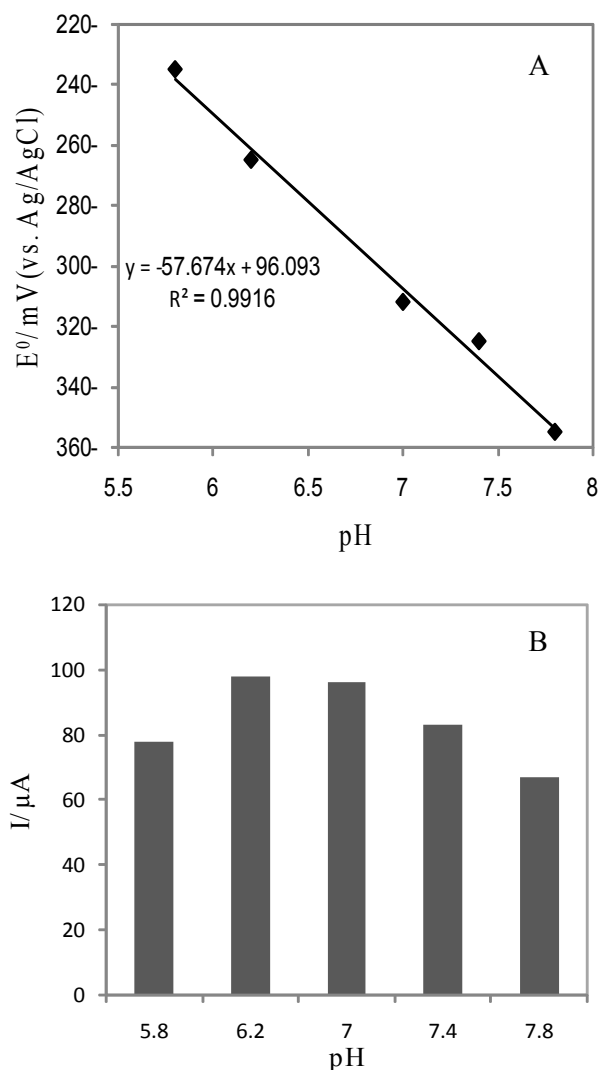 220-
240-
260-
280-
300-
320-
340-
360-
E⁰/mV (vs. Ag/AgCl)
A
y = -57.674x + 96.093
R² = 0.9916
5.5 6 6.5 7 7.5 8
pH
120
100
80
60
40
20
0
I/µA
B
5.8 6.2 7 7.4 7.8
pH